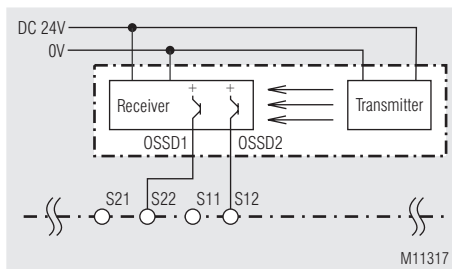 DC 24V
0V
Receiver
Transmitter
+ +
OSSD1 OSSD2
S21 S22 S11 S12
M11317